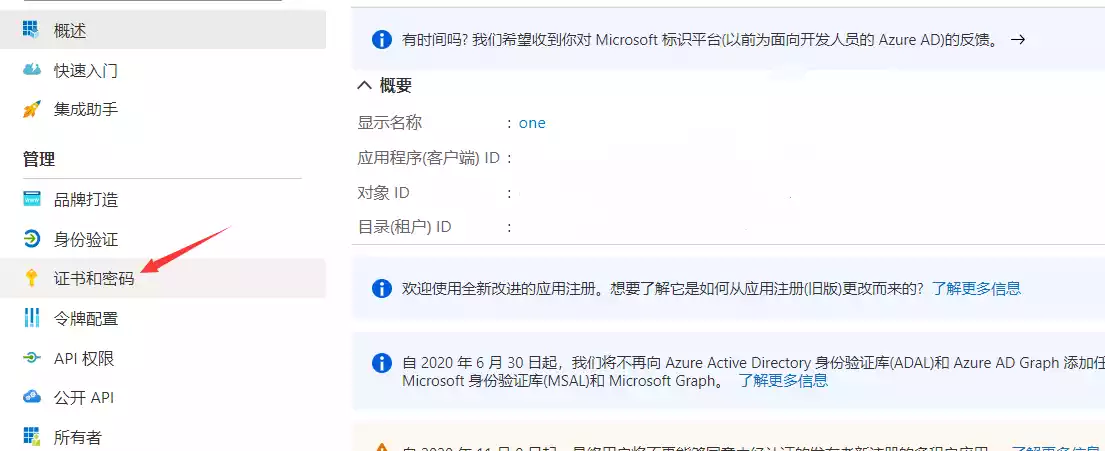 概述
快速入门
集成助手
管理
品牌打造
身份验证
证书和密码
令牌配置
API 权限
公开 API
所有者
有时间吗? 我们希望收到你对 Microsoft 标识平台(以前为面向开发人员的 Azure AD)的反馈。 →
概要
显示名称 : one
应用程序(客户端) ID :
对象 ID :
目录(租户) ID :
欢迎使用全新改进的应用注册。想要了解它是如何从应用注册(旧版)更改而来的? 了解更多信息
自 2020 年 6 月 30 日起，我们将不再向 Azure Active Directory 身份验证库(ADAL)和 Azure AD Graph 添加任
Microsoft 身份验证库(MSAL)和 Microsoft Graph。 了解更多信息